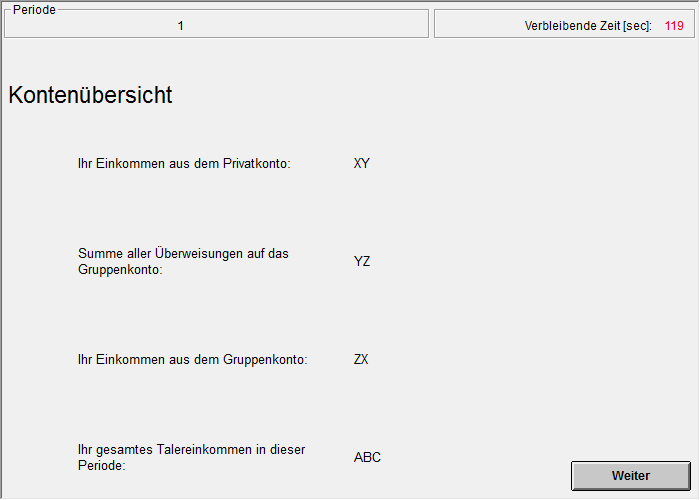 Periode
1
Verbleibende Zeit [sec]: 119
Kontenübersicht
Ihr Einkommen aus dem Privatkonto: XY
Summe aller Überweisungen auf das
Gruppenkonto: YZ
Ihr Einkommen aus dem Gruppenkonto: ZX
Ihr gesamtes Talereinkommen in dieser
Periode: ABC
Weiter